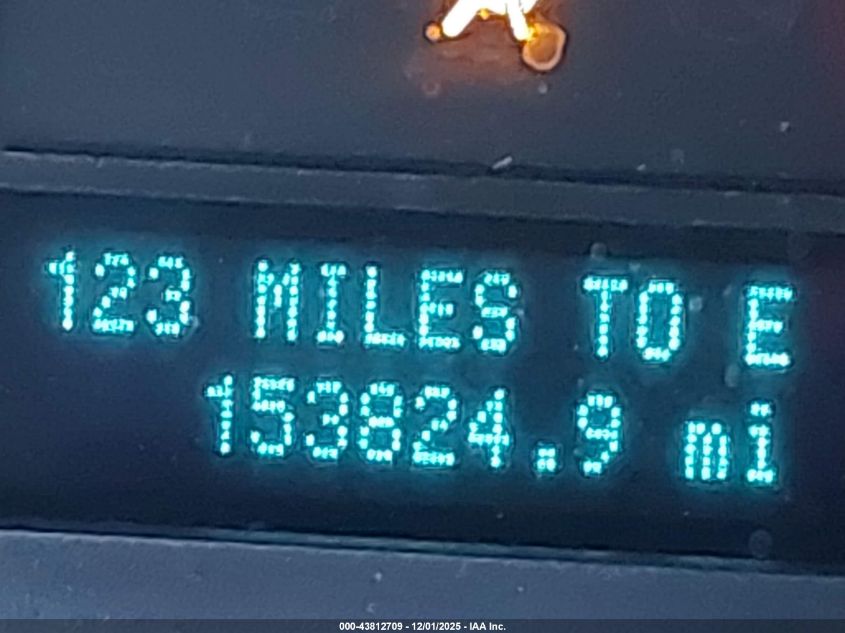 123 MILES TO E
153824.9 mi
000-43812709 - 12/01/2025 - IAA Inc.